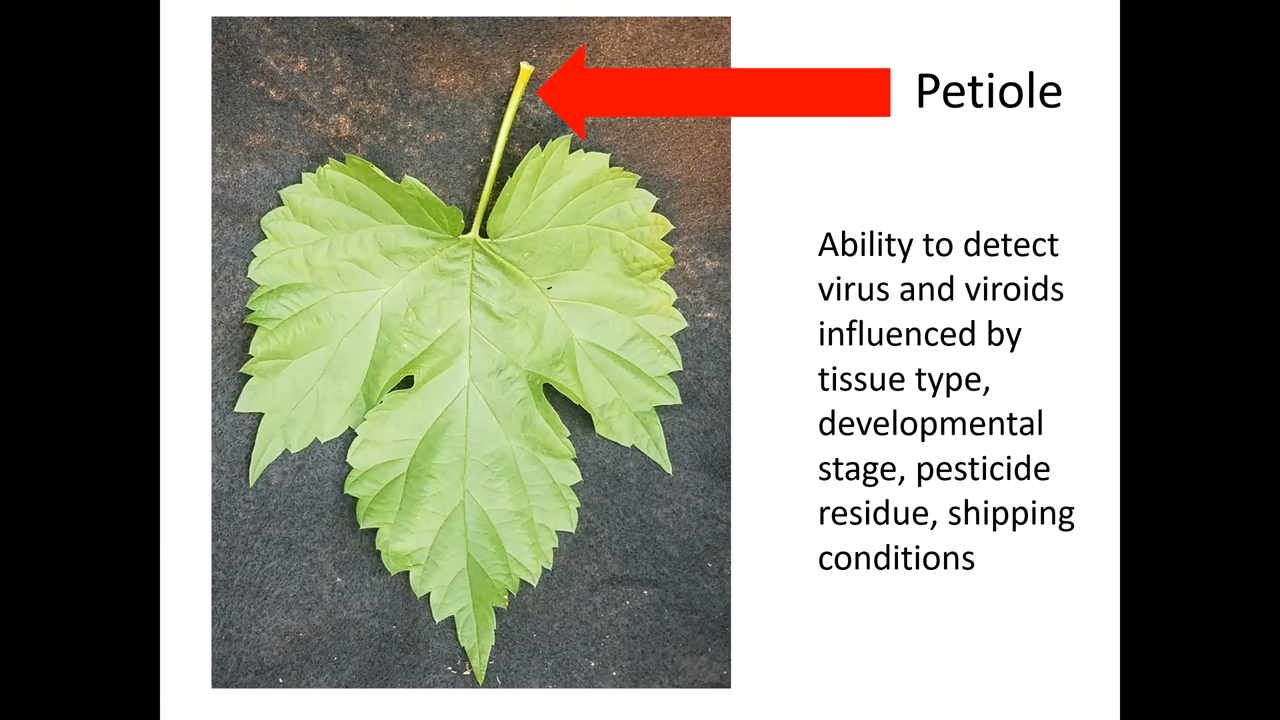 Petiole
Ability to detect
virus and viroids
influenced by
tissue type,
developmental
stage, pesticide
residue, shipping
conditions